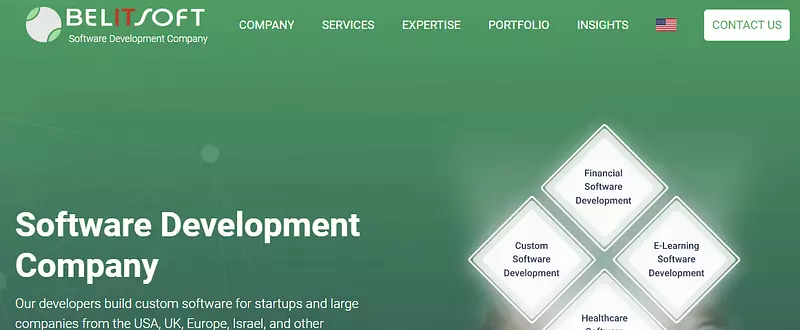 BELITSOFT
Software Development Company
COMPANY SERVICES EXPERTISE PORTFOLIO INSIGHTS CONTACT US
Software Development
Company
Our developers build custom software for startups and large
companies from the USA, UK, Europe, Israel, and other
Financial
Software
Development
Custom
Software
Development
E-Learning
Software
Development
Healthcare
Software